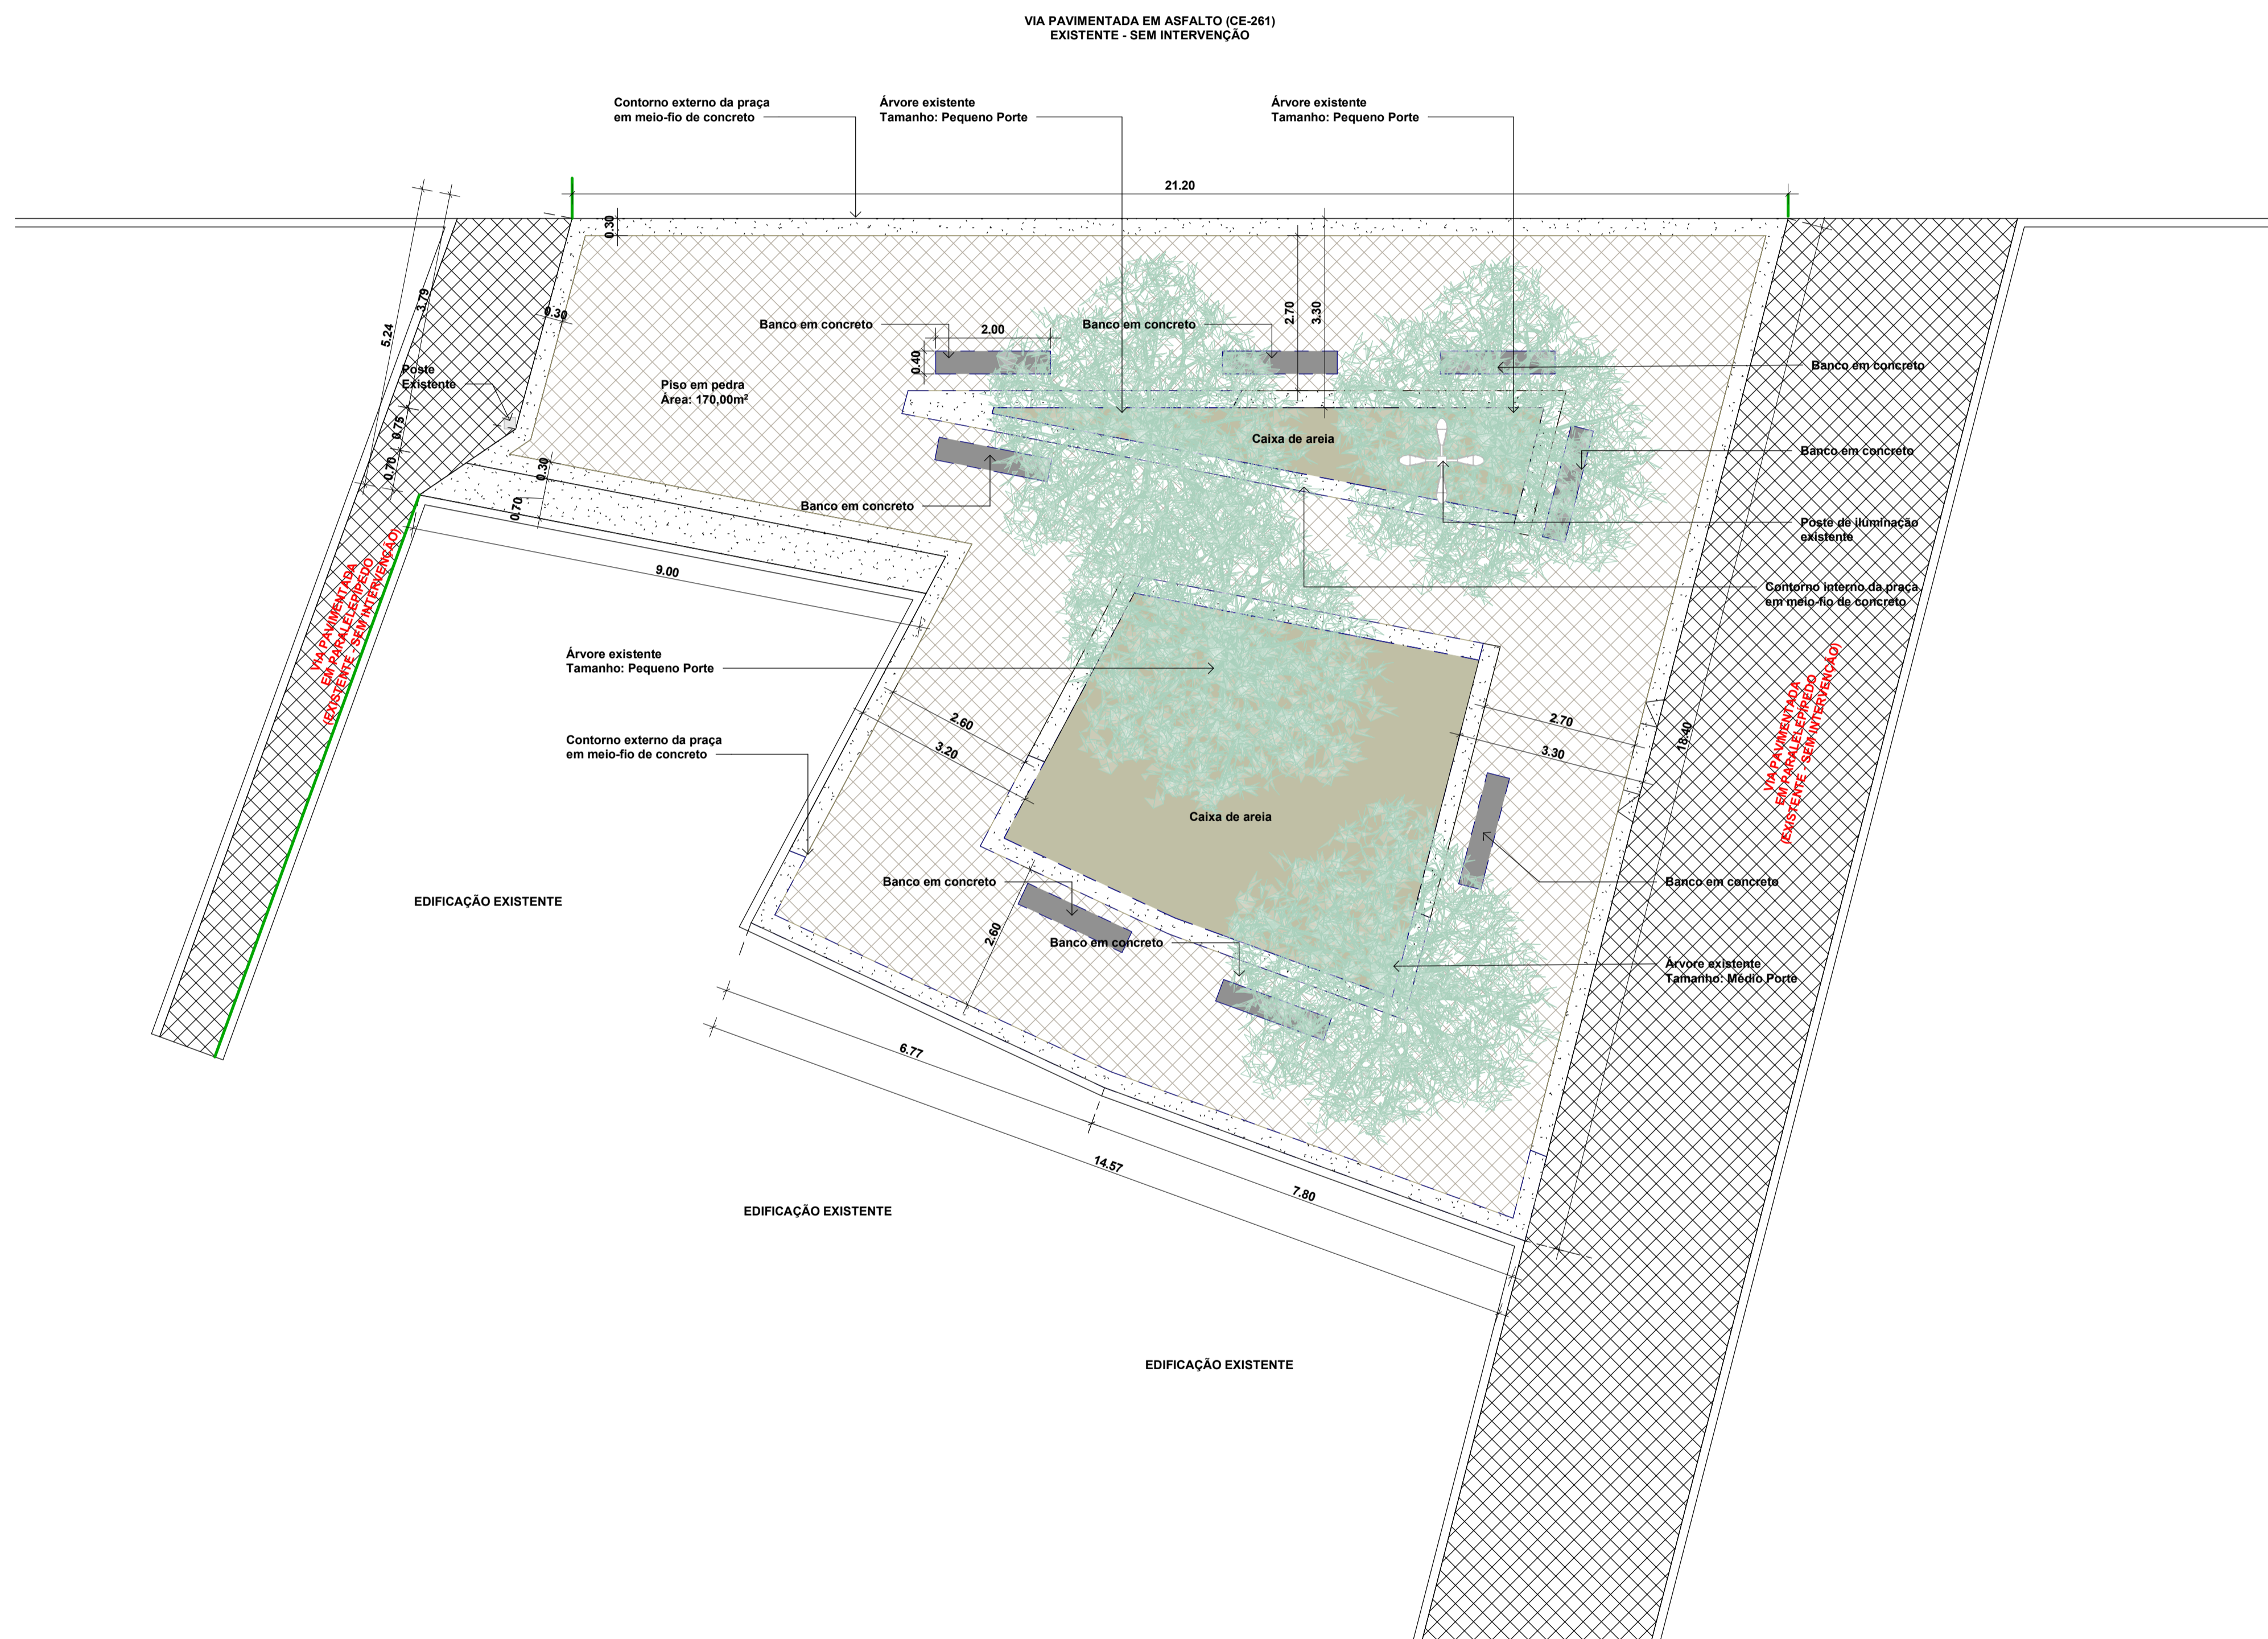 VIA PAVIMENTADA EM ASFALTO (CE-261)
EXISTENTE - SEM INTERVENÇÃO
Contorno externo da praça
em meio-fio de concreto
Árvore existente
Tamanho: Pequeno Porte
Árvore existente
Tamanho: Pequeno Porte
21.20
0.30
3.79
5.24
0.30
2.70
3.30
Banco em concreto
2.00
Banco em concreto
0.40
Poste
Existente
Banco em concreto
Piso em pedra
Área: 170,00m²
0.75
Caixa de areia
Banco em concreto
0.70
0.30
0.70
Banco em concreto
Poste de iluminação
existente
9.00
Contorno interno da praça
em meio-fio de concreto
VIA PAVIMENTADA
EM PARALELEPÍPEDO
(EXISTENTE - SEM INTERVENÇÃO)
Árvore existente
Tamanho: Pequeno Porte
2.60
3.20
2.70
3.30
18.40
VIA PAVIMENTADA
EM PARALELEPÍPEDO
(EXISTENTE - SEM INTERVENÇÃO)
Contorno externo da praça
em meio-fio de concreto
Caixa de areia
Banco em concreto
Banco em concreto
EDIFICAÇÃO EXISTENTE
2.60
Banco em concreto
Árvore existente
Tamanho: Médio Porte
6.77
14.57
7.80
EDIFICAÇÃO EXISTENTE
EDIFICAÇÃO EXISTENTE